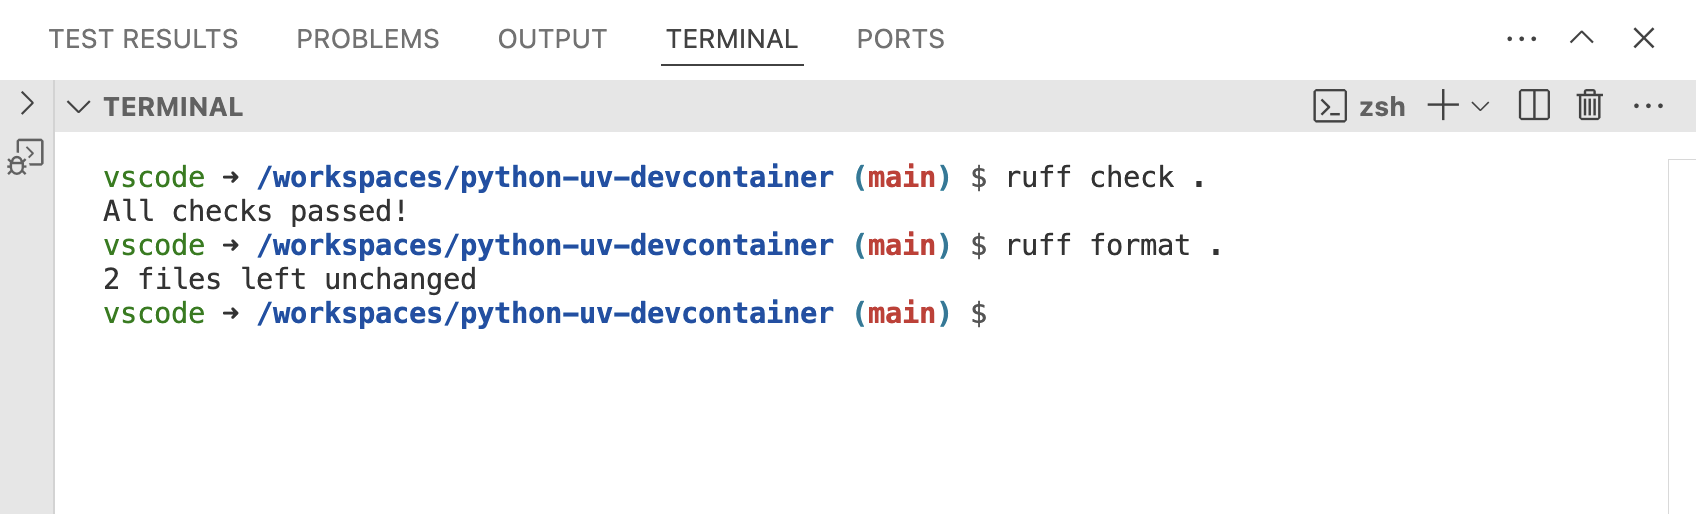 TEST RESULTS PROBLEMS OUTPUT TERMINAL PORTS
TERMINAL zsh
vscode ➜ /workspaces/python-uv-devcontainer (main) $ ruff check .
All checks passed!
vscode ➜ /workspaces/python-uv-devcontainer (main) $ ruff format .
2 files left unchanged
vscode ➜ /workspaces/python-uv-devcontainer (main) $